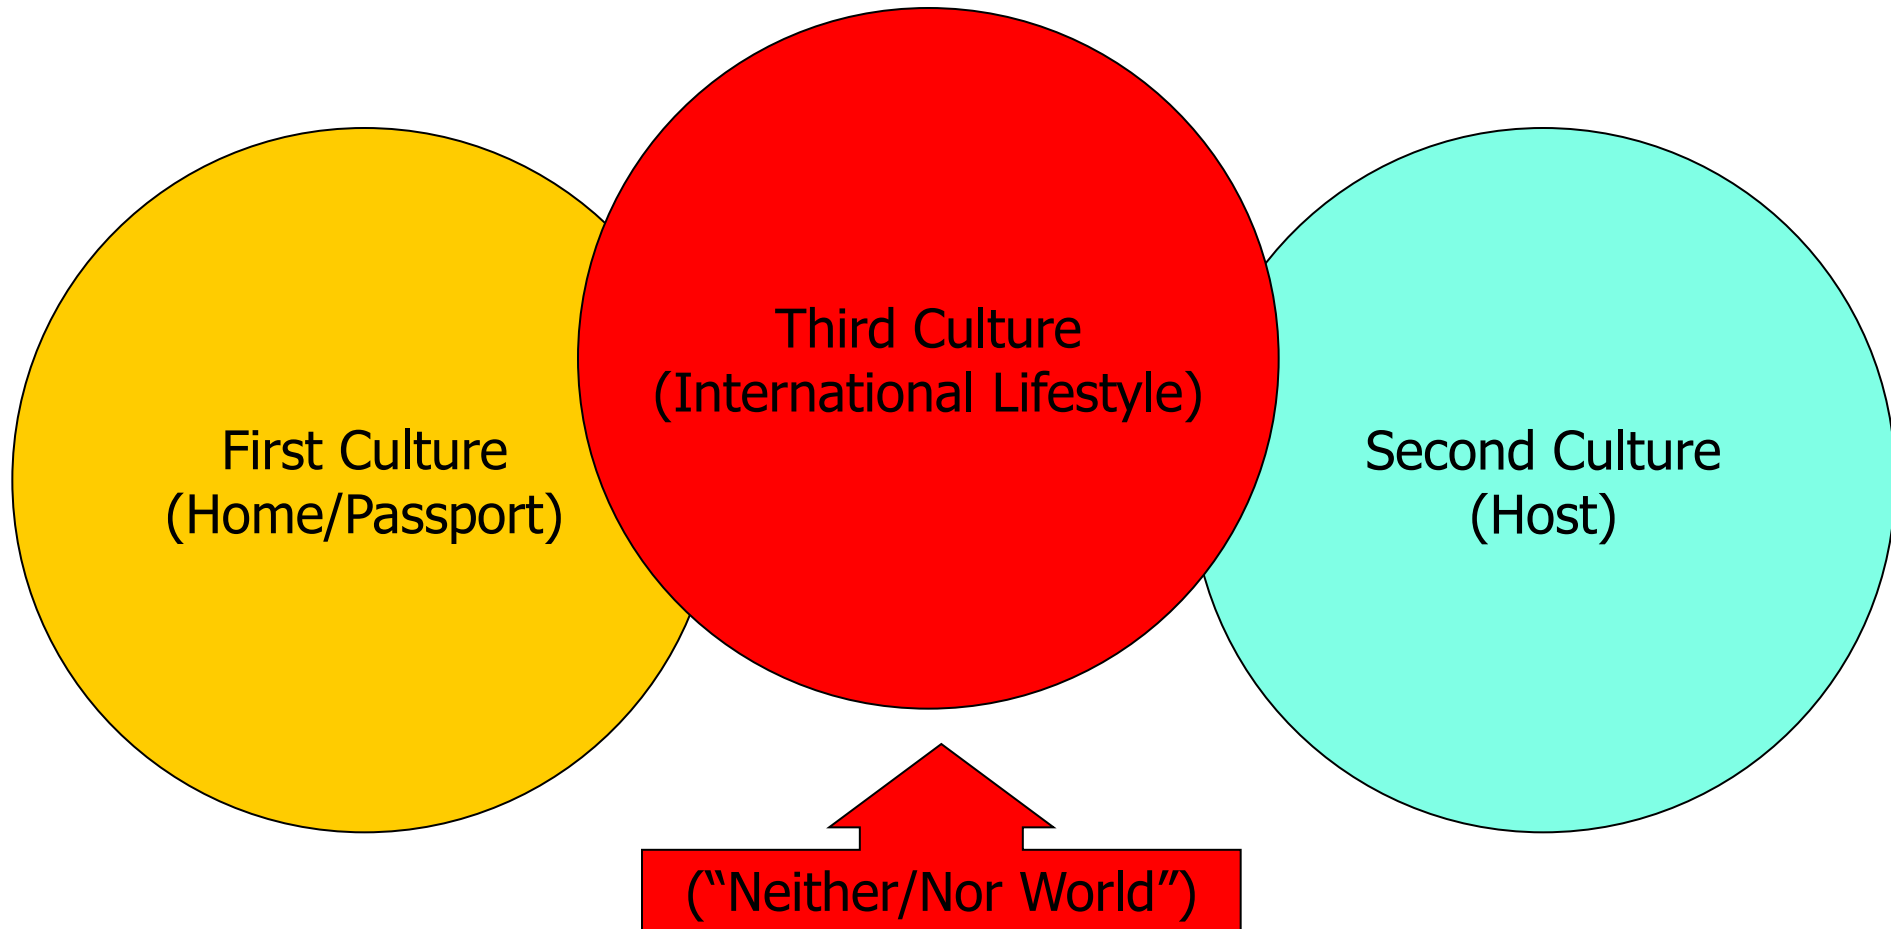 Third Culture
(International Lifestyle)
First Culture
(Home/Passport)
Second Culture
(Host)
(“Neither/Nor World”)